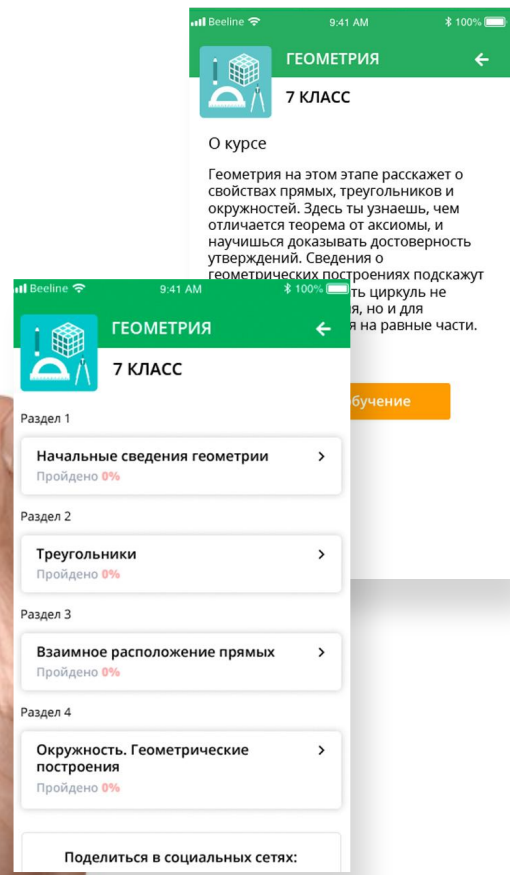 Beeline 9:41 AM 100%
ГЕОМЕТРИЯ
7 КЛАСС
О курсе
Геометрия на этом этапе расскажет о
свойствах прямых, треугольников и
окружностей. Здесь ты узнаешь, чем
отличается теорема от аксиомы, и
научишься доказывать достоверность
утверждений. Сведения о
геометрических построениях подскажут
ть циркуль не
я, но и для
я на равные части.
бучение
Beeline 9:41 AM 100%
ГЕОМЕТРИЯ
7 КЛАСС
Раздел 1
Начальные сведения геометрии
Пройдено 0%
Раздел 2
Треугольники
Пройдено 0%
Раздел 3
Взаимное расположение прямых
Пройдено 0%
Раздел 4
Окружность. Геометрические
построения
Пройдено 0%
Поделиться в социальных сетях: